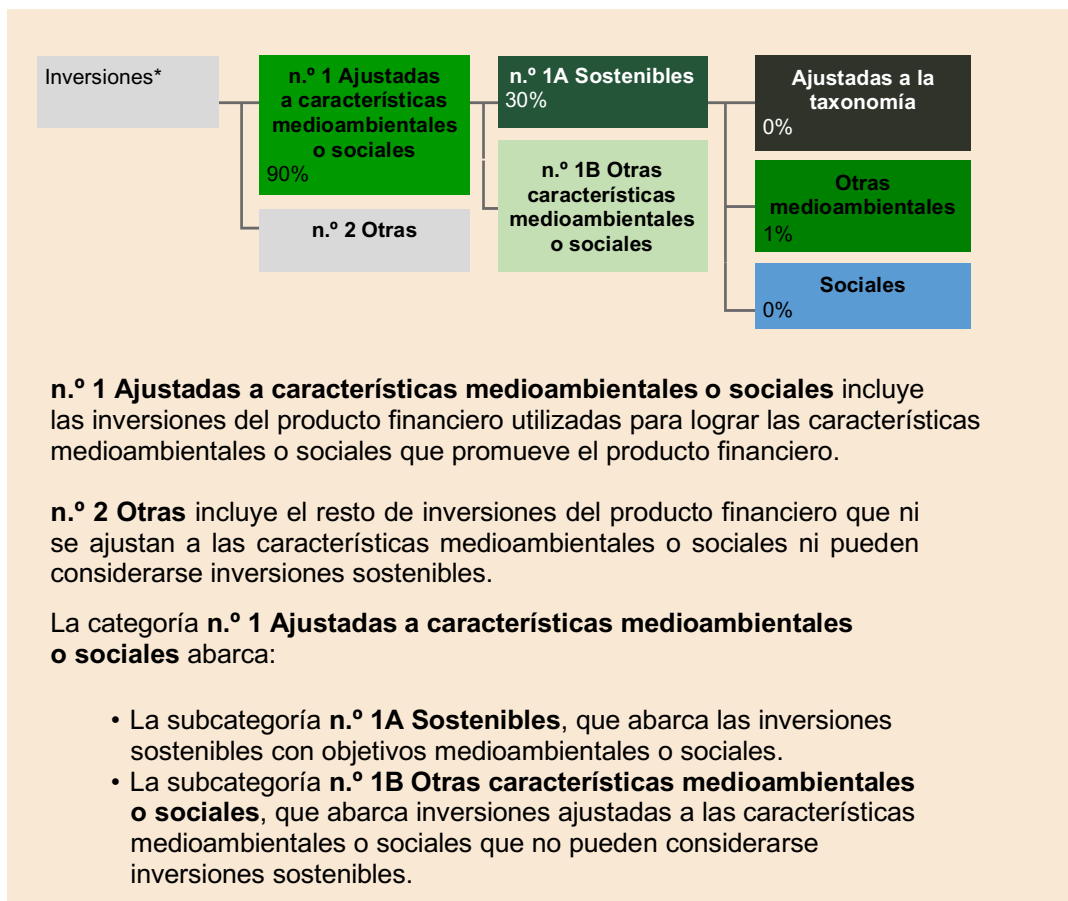 Inversiones*
n.º 1 Ajustadas
a características
medioambientales
o sociales
90%
n.º 2 Otras
n.º 1A Sostenibles
30%
n.º 1B Otras
características
medioambientales
o sociales
Ajustadas a la
taxonomía
0%
Otras
medioambientales
1%
Sociales
0%
n.º 1 Ajustadas a características medioambientales o sociales incluye
las inversiones del producto financiero utilizadas para lograr las características
medioambientales o sociales que promueve el producto financiero.
n.º 2 Otras incluye el resto de inversiones del producto financiero que ni
se ajustan a las características medioambientales o sociales ni pueden
considerarse inversiones sostenibles.
La categoría n.º 1 Ajustadas a características medioambientales
o sociales abarca:
• La subcategoría n.º 1A Sostenibles, que abarca las inversiones
sostenibles con objetivos medioambientales o sociales.
• La subcategoría n.º 1B Otras características medioambientales
o sociales, que abarca inversiones ajustadas a las características
medioambientales o sociales que no pueden considerarse
inversiones sostenibles.